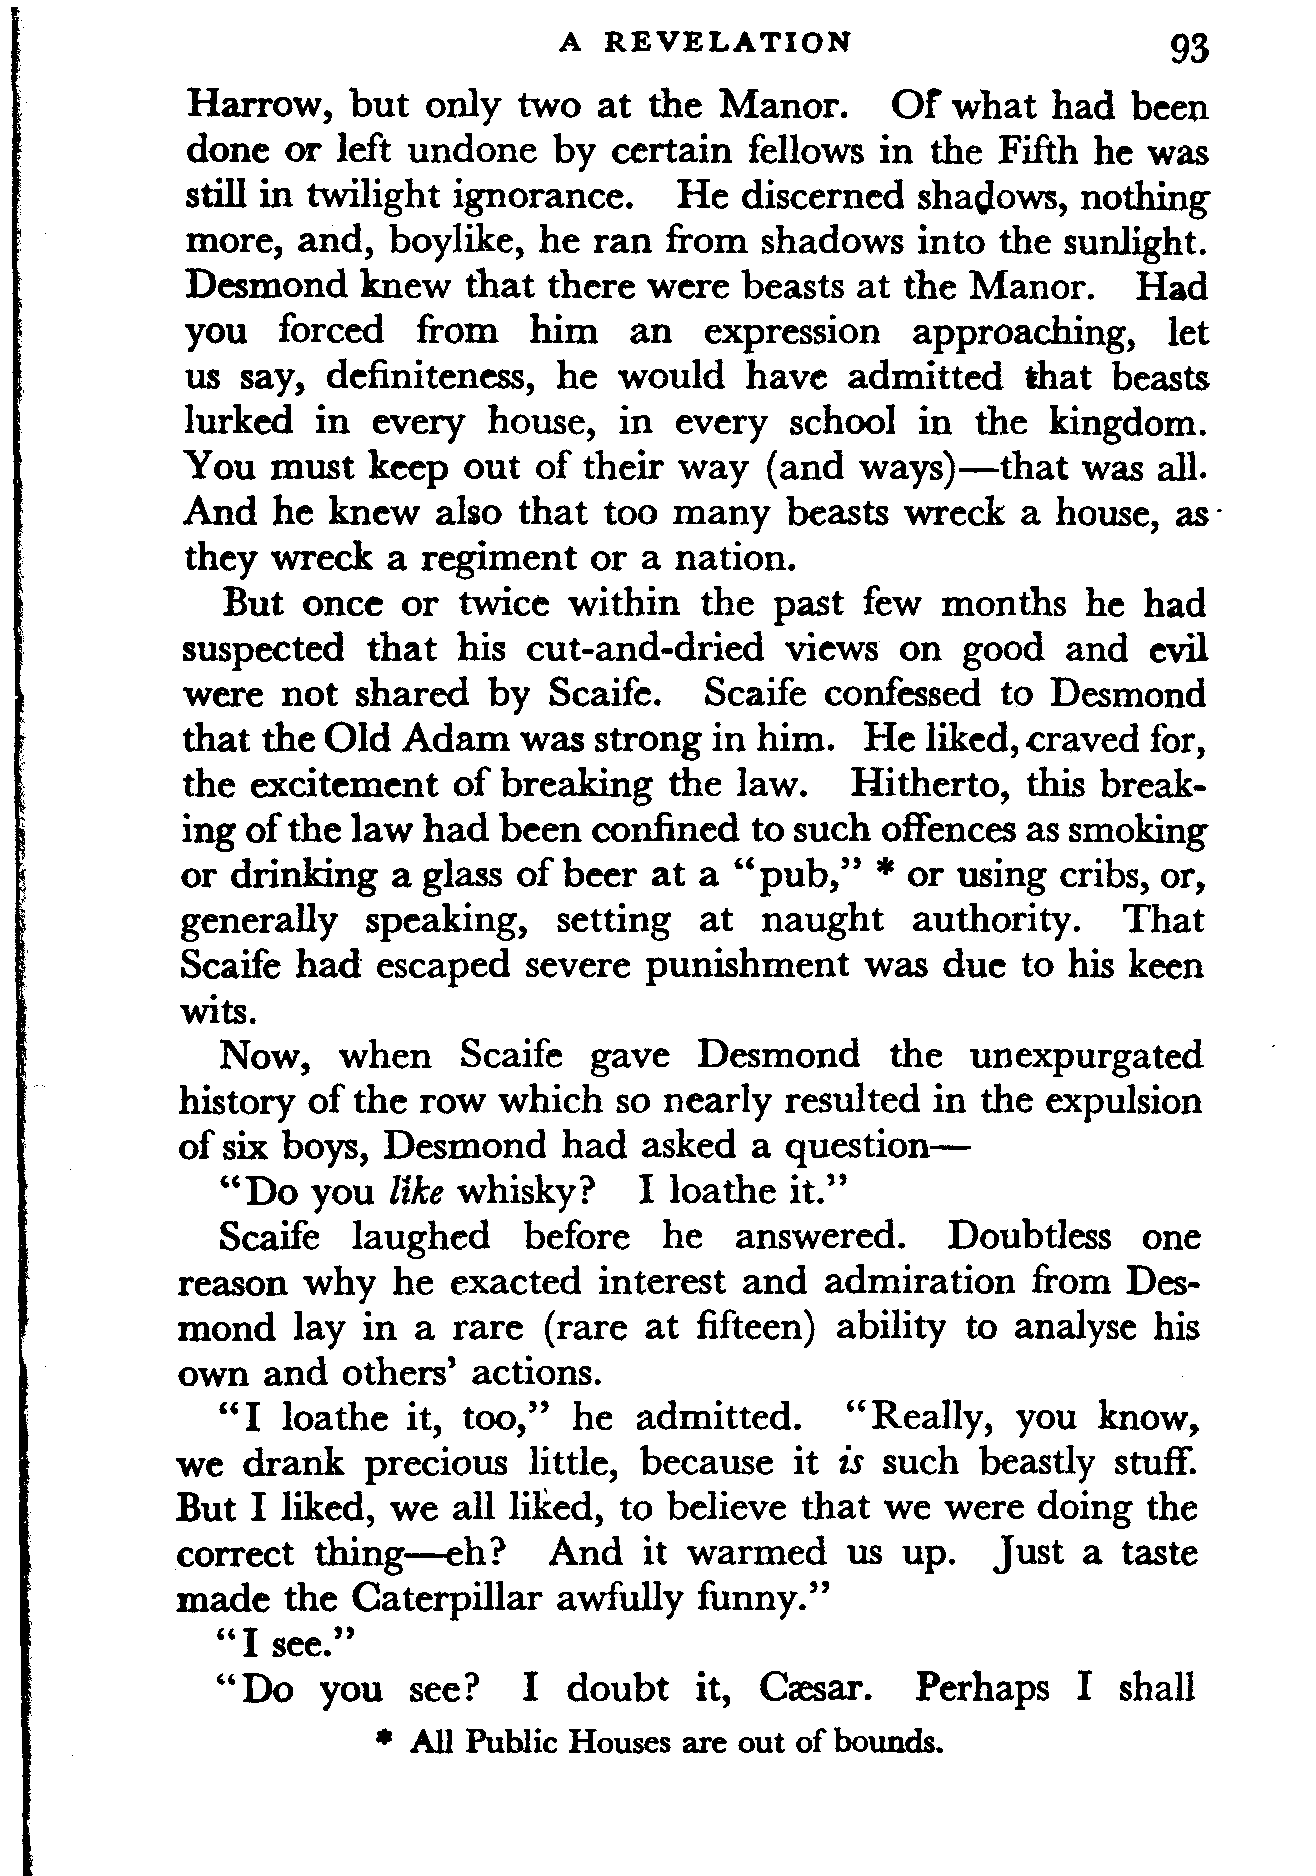 A REVELATION 93
Harrow, but only two at the Manor. Of what had been
done or left undone by certain fellows in the Fifth he was
still in twilight ignorance. He discerned shadows, nothing
more, and, boylike, he ran from shadows into the sunlight.
Desmond knew that there were beasts at the Manor. Had
you forced from him an expression approaching, let
us say, definiteness, he would have admitted that beasts
lurked in every house, in every school in the kingdom.
You must keep out of their way (and ways)—that was all.
And he knew also that too many beasts wreck a house, as
they wreck a regiment or a nation.
But once or twice within the past few months he had
suspected that his cut-and-dried views on good and evil
were not shared by Scaife. Scaife confessed to Desmond
that the Old Adam was strong in him. He liked, craved for,
the excitement of breaking the law. Hitherto, this break-
ing of the law had been confined to such offences as smoking
or drinking a glass of beer at a “pub,” * or using cribs, or,
generally speaking, setting at naught authority. That
Scaife had escaped severe punishment was due to his keen
wits.
Now, when Scaife gave Desmond the unexpurgated
history of the row which so nearly resulted in the expulsion
of six boys, Desmond had asked a question—
“Do you like whisky? I loathe it.”
Scaife laughed before he answered. Doubtless one
reason why he exacted interest and admiration from Des-
mond lay in a rare (rare at fifteen) ability to analyse his
own and others’ actions.
“I loathe it, too,” he admitted. “Really, you know,
we drank precious little, because it is such beastly stuff.
But I liked, we all liked, to believe that we were doing the
correct thing—eh? And it warmed us up. Just a taste
made the Caterpillar awfully funny.”
“I see.”
“Do you see? I doubt it, Cæsar. Perhaps I shall
* All Public Houses are out of bounds.